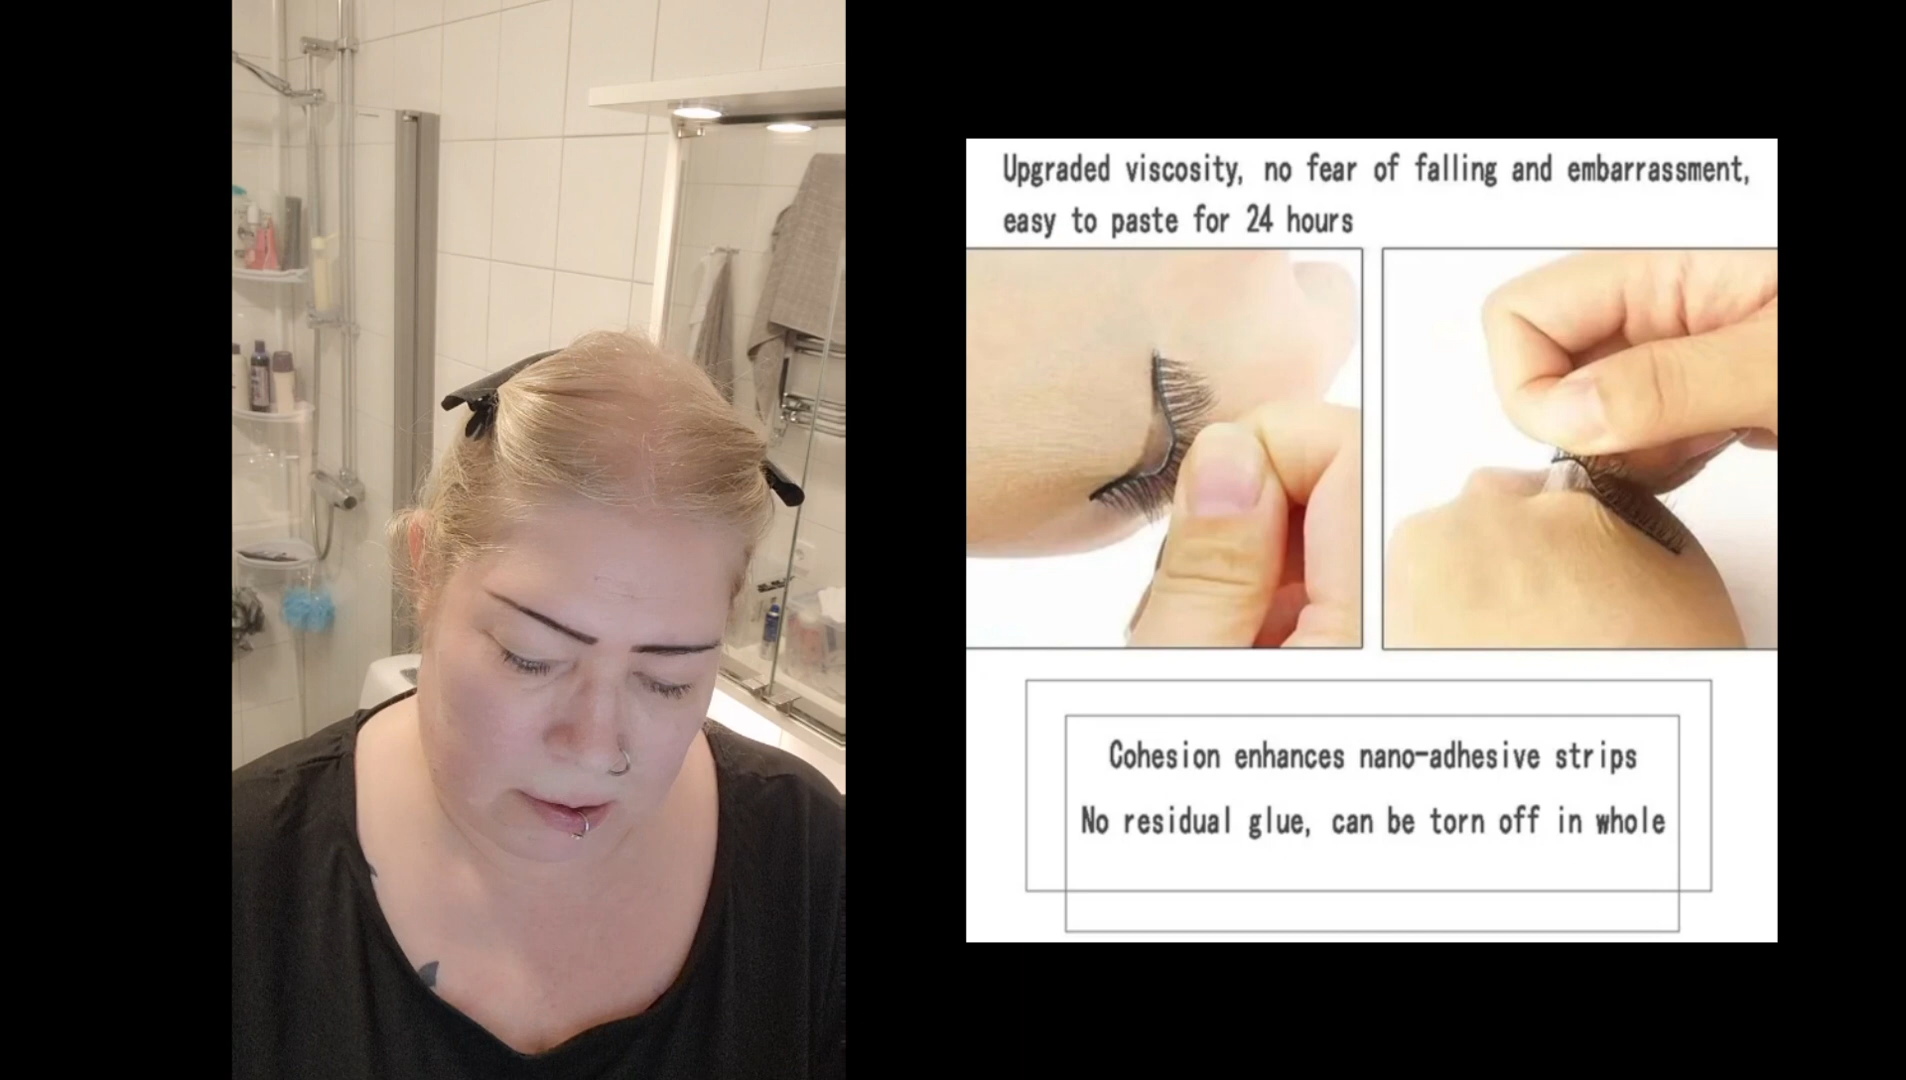 Upgraded viscosity, no fear of falling and embarrassment,
easy to paste for 24 hours
Cohesion enhances nano-adhesive strips
No residual glue, can be torn off in whole